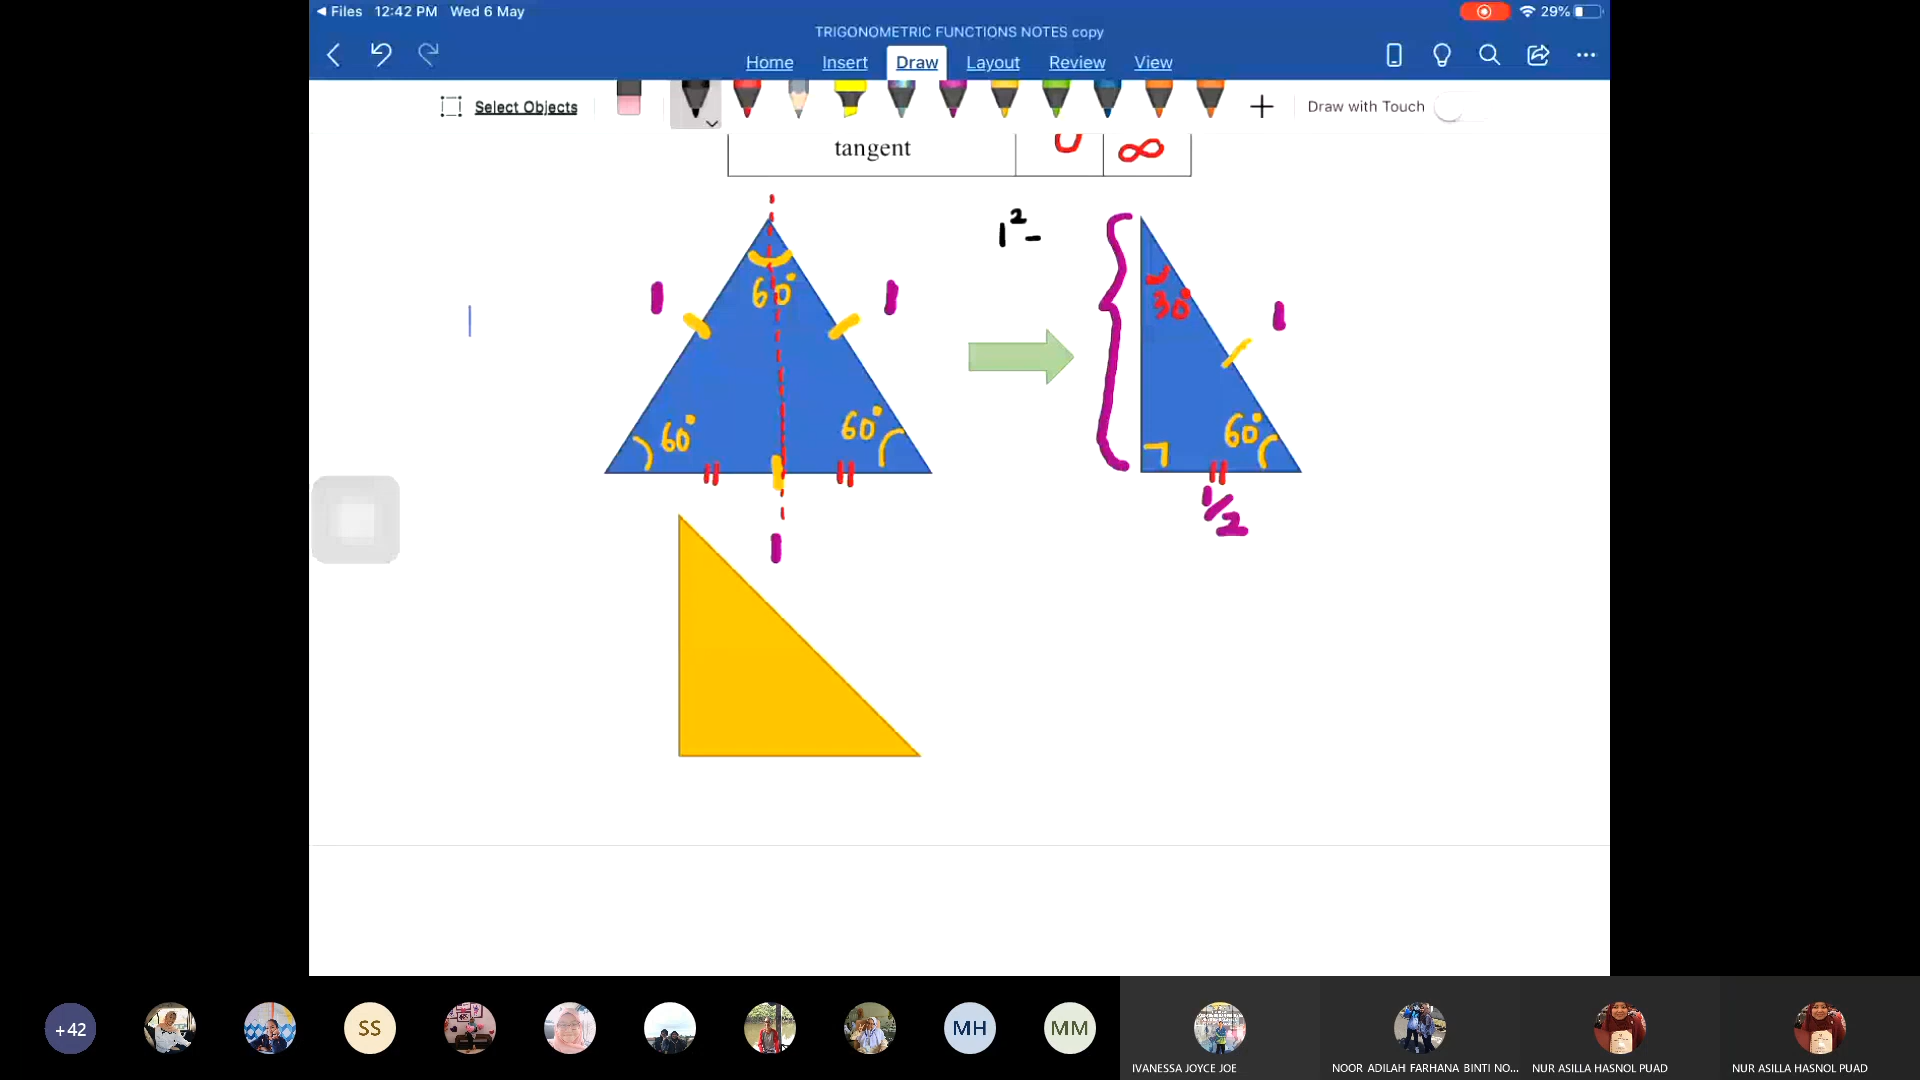 Files 12:42 PM Wed 6 May 29%
TRIGONOMETRIC FUNCTIONS NOTES copy
Home Insert Draw Layout Review View
Select Objects Draw with Touch
tangent ∞
1²-
60°
1 1
30°
1
60° 60°
60°
1/2
1
+42 SS MH MM
IVANESSA JOYCE JOE NOOR ADILAH FARHANA BINTI NO... NUR ASILLA HASNOL PUAD NUR ASILLA HASNOL PUAD